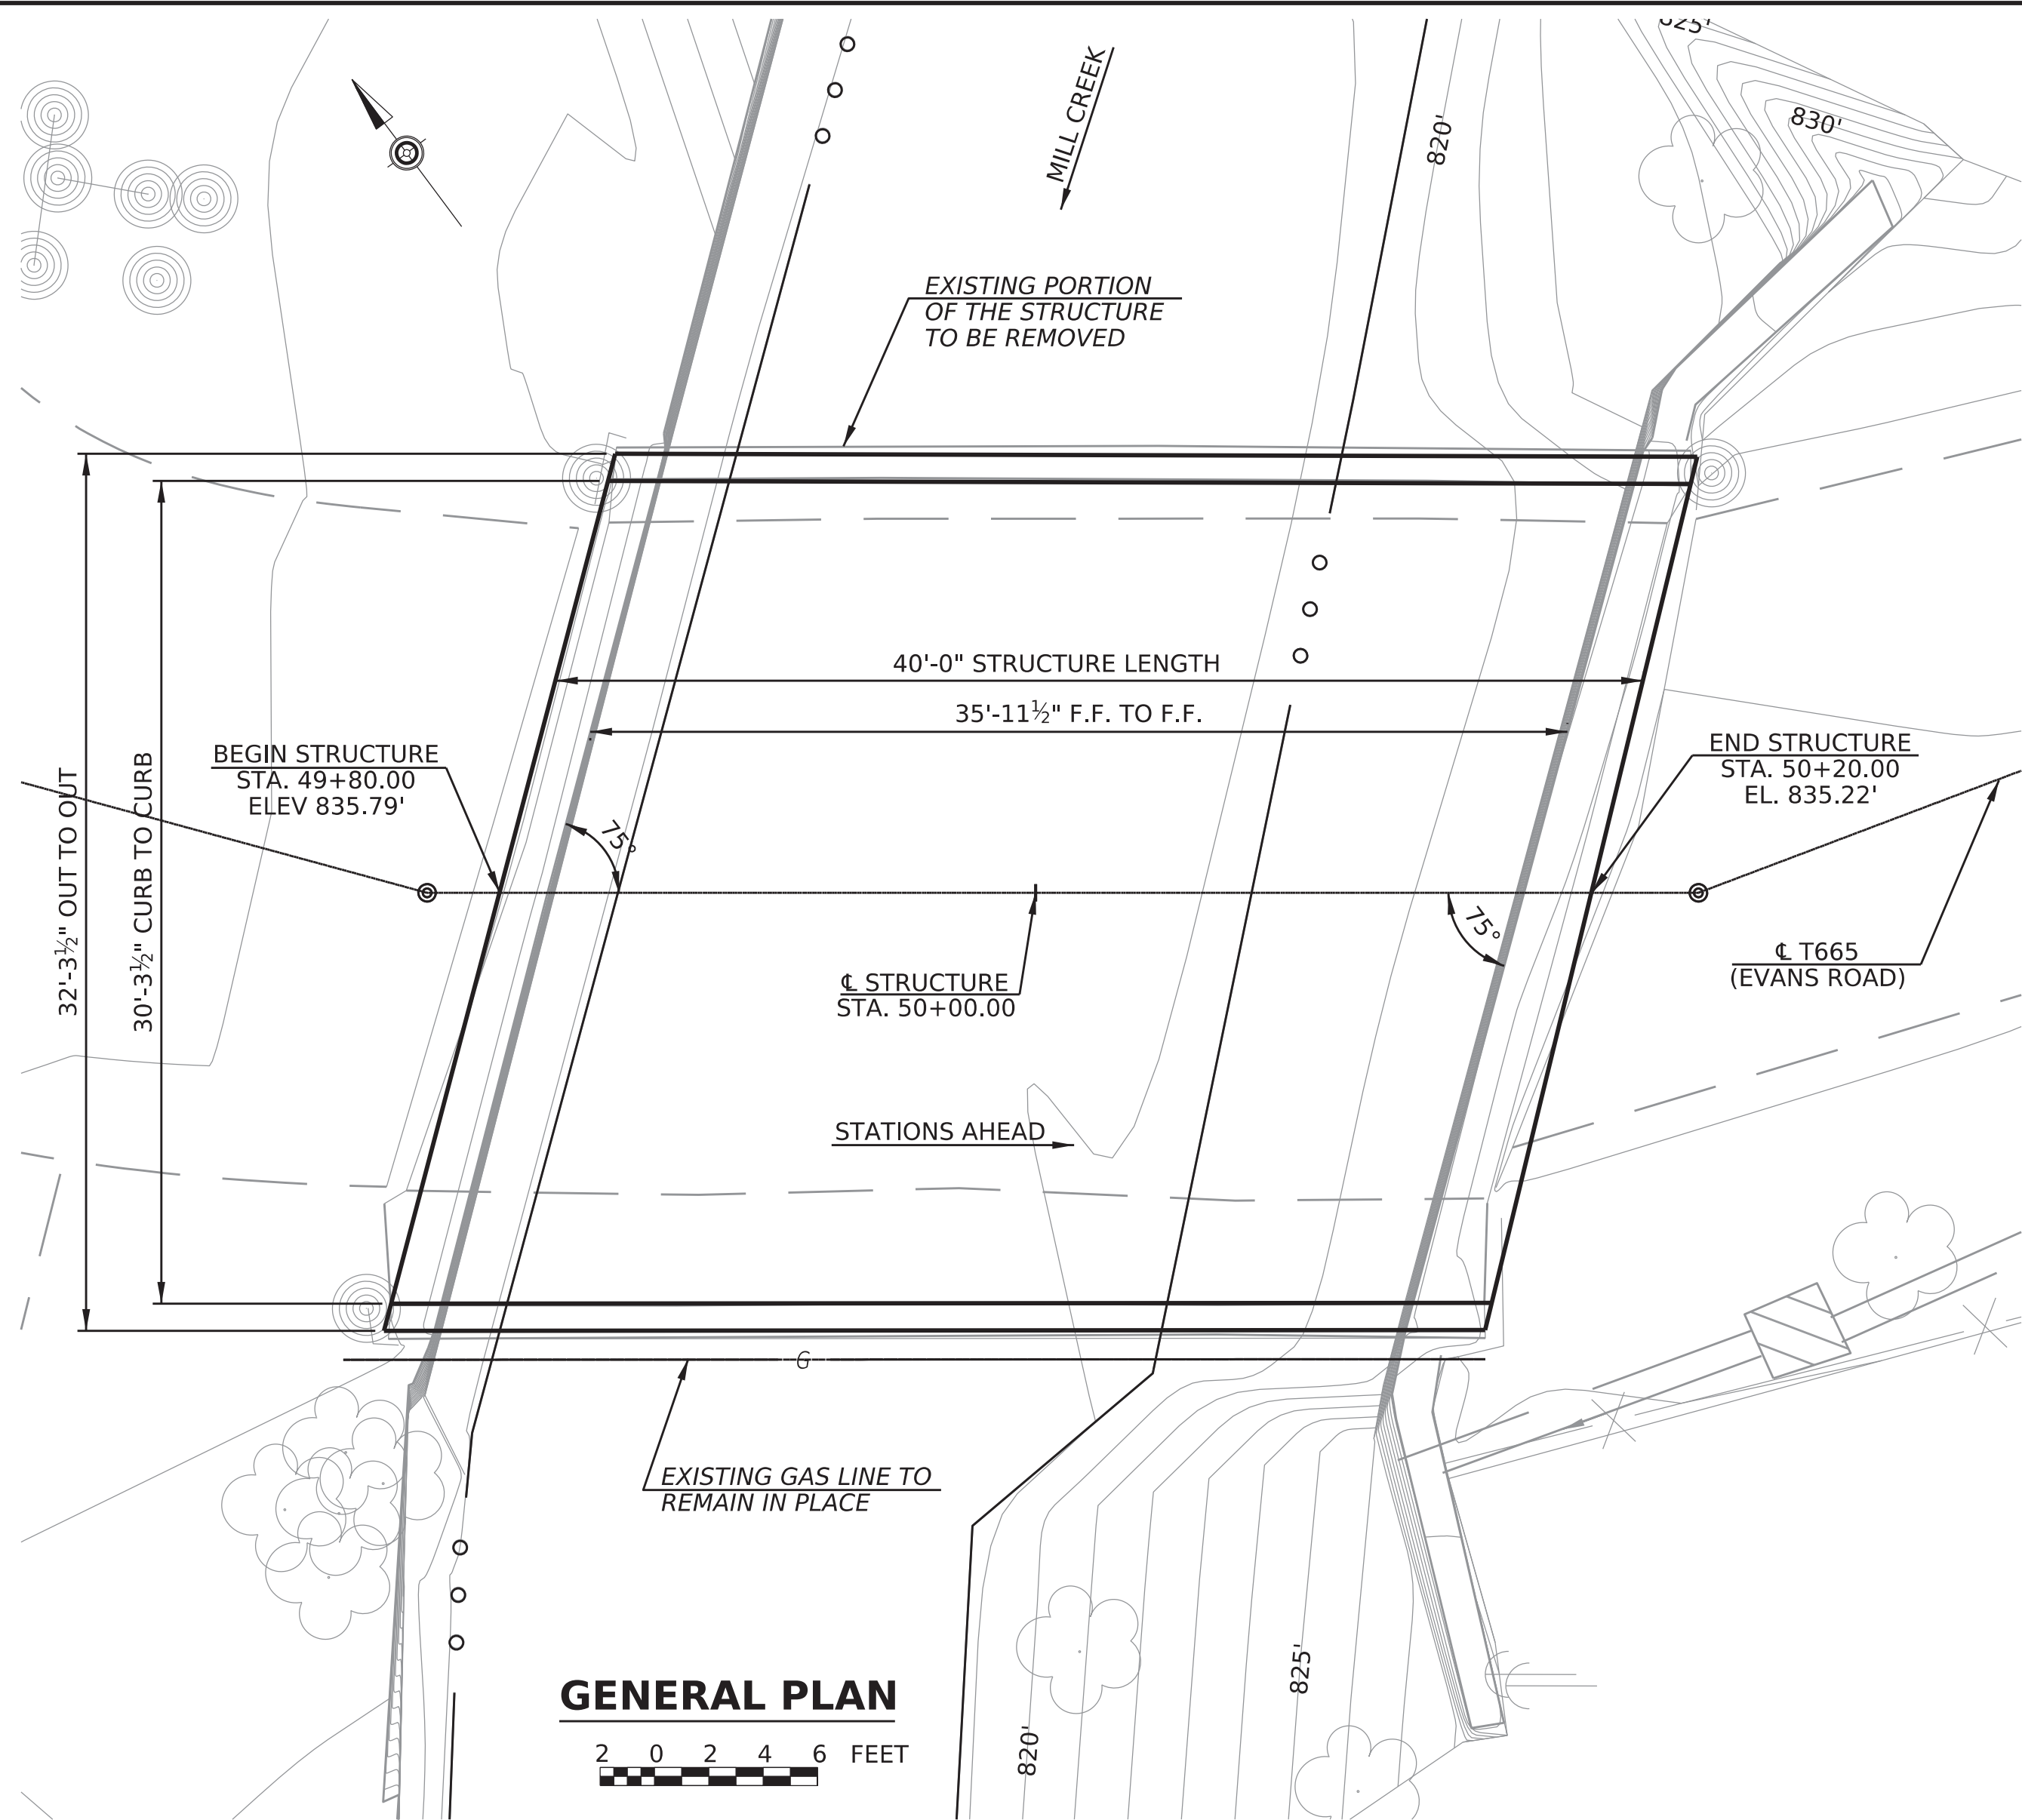 825'
830'
MILL CREEK
820'
EXISTING PORTION
OF THE STRUCTURE
TO BE REMOVED
40'-0" STRUCTURE LENGTH
35'-11½" F.F. TO F.F.
BEGIN STRUCTURE
STA. 49+80.00
ELEV 835.79'
END STRUCTURE
STA. 50+20.00
EL. 835.22'
32'-3½" OUT TO OUT
30'-3½" CURB TO CURB
75°
75°
℄ STRUCTURE
STA. 50+00.00
℄ T665
(EVANS ROAD)
STATIONS AHEAD
G
EXISTING GAS LINE TO
REMAIN IN PLACE
825'
820'
GENERAL PLAN
2 0 2 4 6 FEET